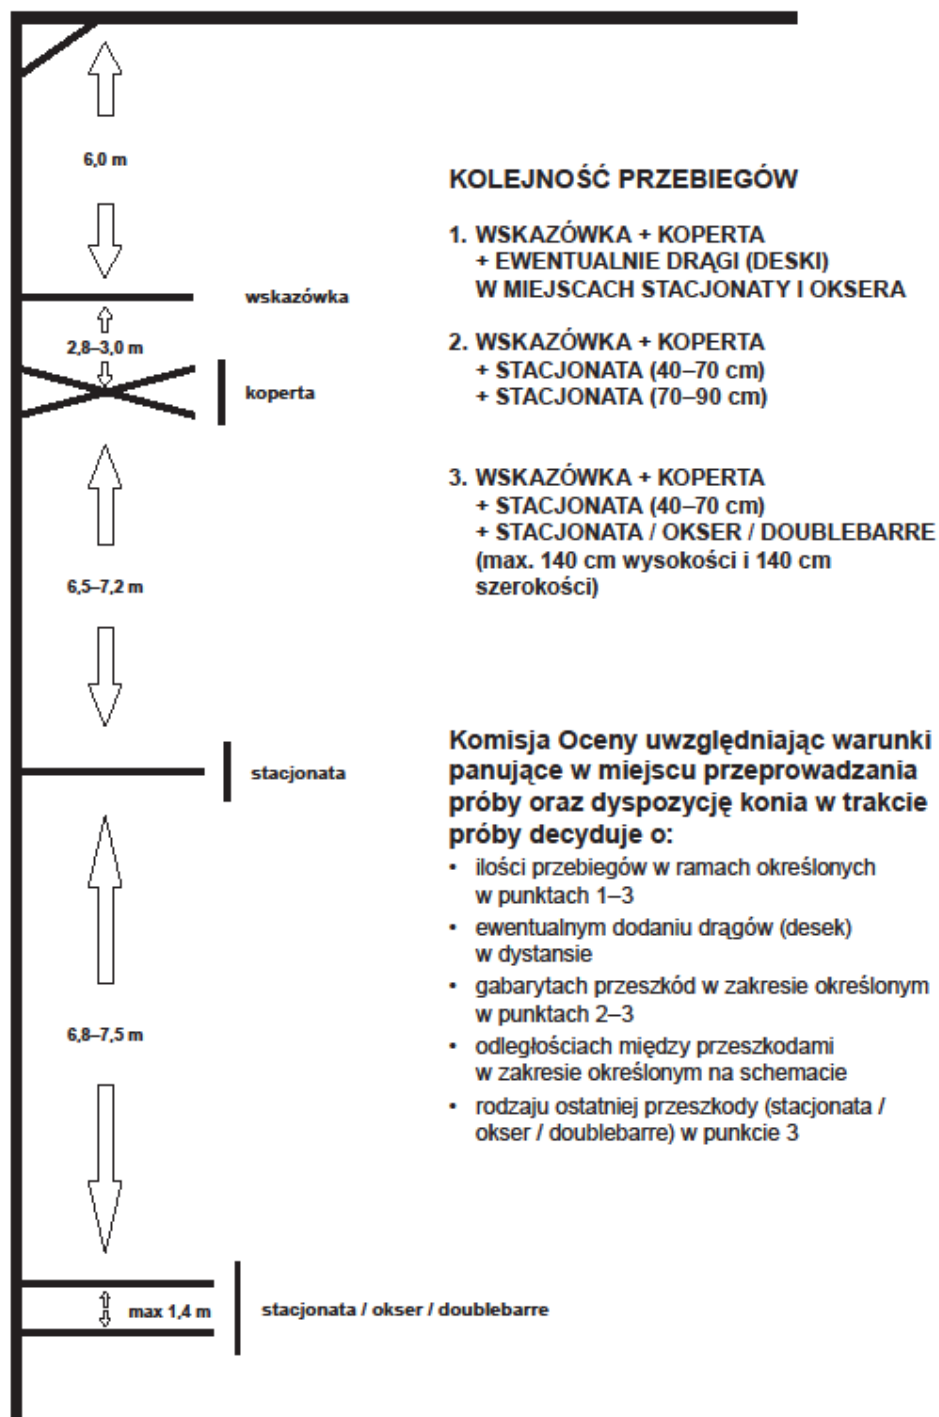 6,0 m
wskazówka
2,8–3,0 m
koperta
6,5–7,2 m
stacjonata
6,8–7,5 m
max 1,4 m
stacjonata / okser / doublebarre
KOLEJNOŚĆ PRZEBIEGÓW
1. WSKAZÓWKA + KOPERTA
+ EWENTUALNIE DRĄGI (DESKI)
W MIEJSCACH STACJONATY I OKSERA
2. WSKAZÓWKA + KOPERTA
+ STACJONATA (40–70 cm)
+ STACJONATA (70–90 cm)
3. WSKAZÓWKA + KOPERTA
+ STACJONATA (40–70 cm)
+ STACJONATA / OKSER / DOUBLEBARRE
(max. 140 cm wysokości i 140 cm
szerokości)
Komisja Oceny uwzględniając warunki
panujące w miejscu przeprowadzania
próby oraz dyspozycję konia w trakcie
próby decyduje o:
• ilości przebiegów w ramach określonych
w punktach 1–3
• ewentualnym dodaniu drągów (desek)
w dystansie
• gabarytach przeszkód w zakresie określonym
w punktach 2–3
• odległościach między przeszkodami
w zakresie określonym na schemacie
• rodzaju ostatniej przeszkody (stacjonata /
okser / doublebarre) w punkcie 3